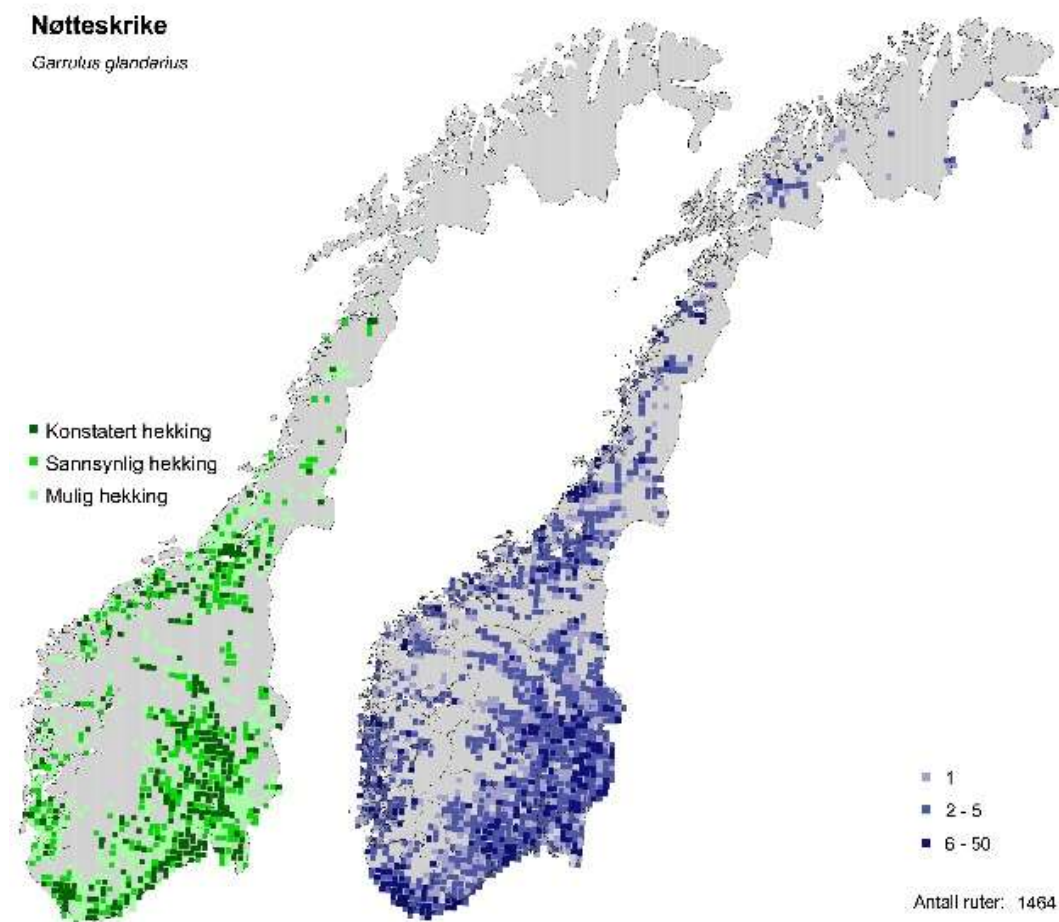 Nøtteskrike
Garrulus glandarius
Konstatert hekking
Sannsynlig hekking
Mulig hekking
1
2 - 5
6 - 50
Antall ruter: 1464